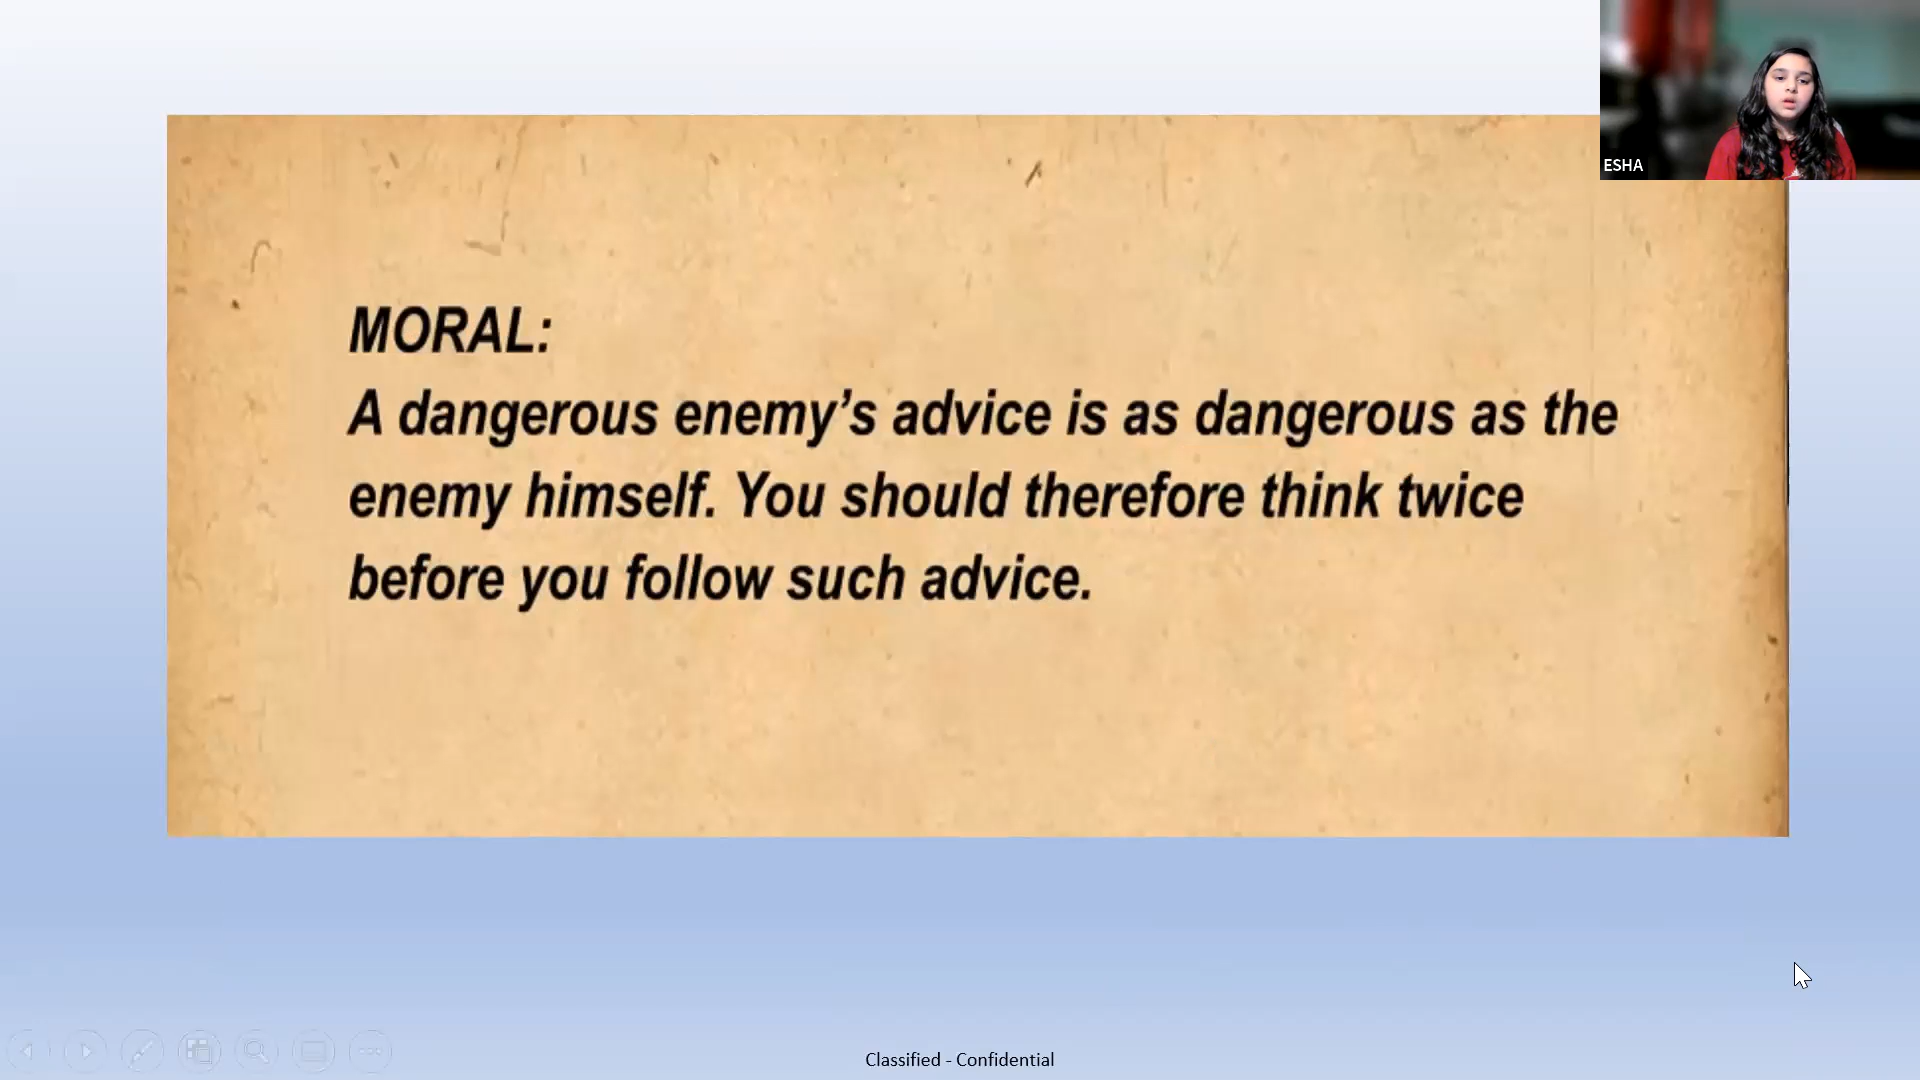 ESHA
MORAL:
A dangerous enemy’s advice is as dangerous as the
enemy himself. You should therefore think twice
before you follow such advice.
Classified - Confidential